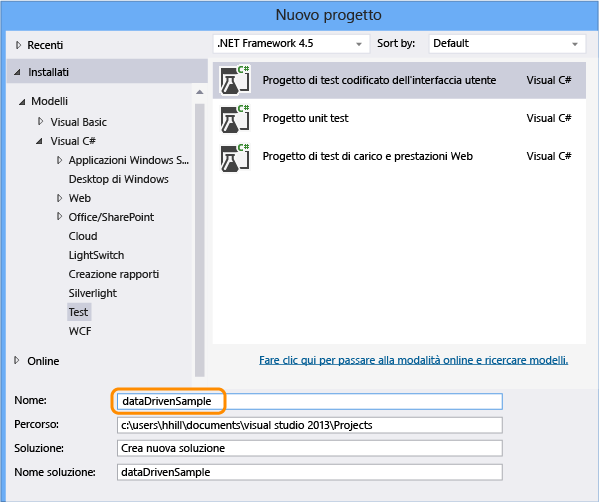 Nuovo progetto
Recenti
.NET Framework 4.5 Sort by: Default
Installati
Modelli
Visual Basic
Visual C#
Applicazioni Windows S...
Desktop di Windows
Web
Office/SharePoint
Cloud
LightSwitch
Creazione rapporti
Silverlight
Test
WCF
Online
C# Progetto di test codificato dell'interfaccia utente Visual C#
C# Progetto unit test Visual C#
C# Progetto di test di carico e prestazioni Web Visual C#
Fare clic qui per passare alla modalità online e ricercare modelli.
Nome: dataDrivenSample
Percorso: c:\users\hhill\documents\visual studio 2013\Projects
Soluzione: Crea nuova soluzione
Nome soluzione: dataDrivenSample